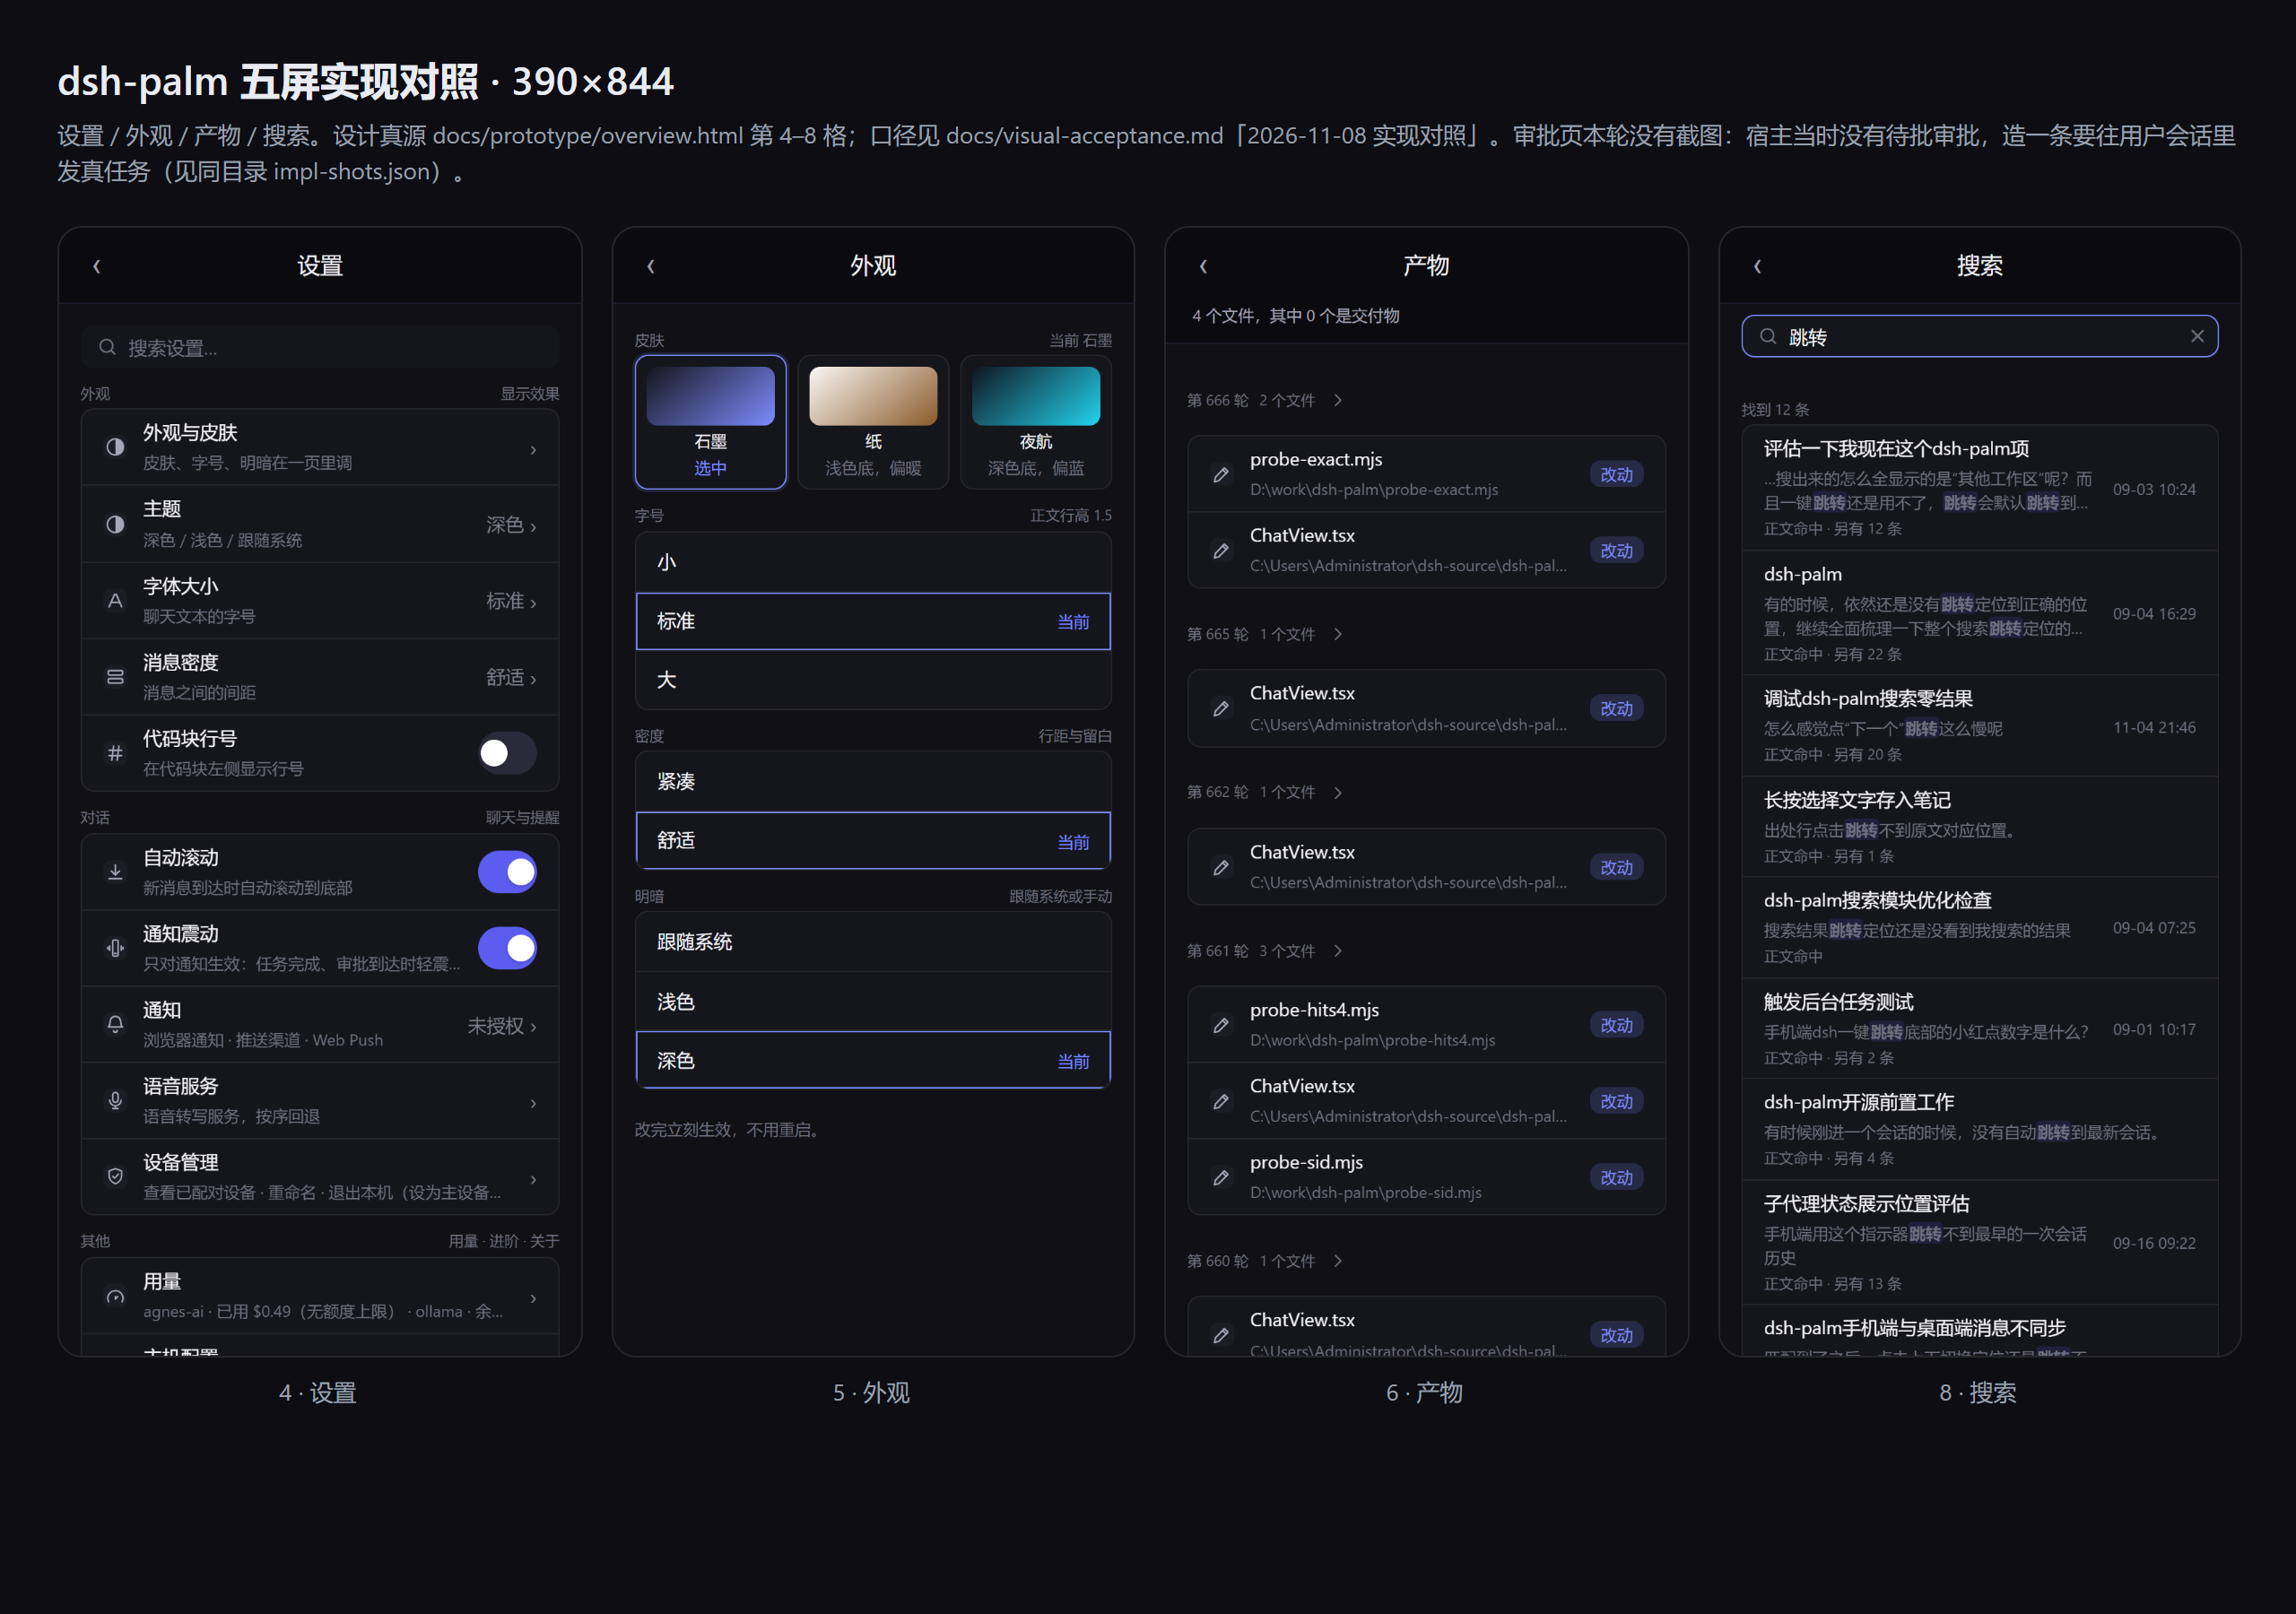 dsh-palm 五屏实现对照 · 390×844
设置 / 外观 / 产物 / 搜索。设计真源 docs/prototype/overview.html 第 4–8 格；口径见 docs/visual-acceptance.md「2026-11-08 实现对照」。审批页本轮没有截图：宿主当时没有待批审批，造一条要往用户会话里
发真任务（见同目录 impl-shots.json）。
设置
搜索设置...
外观 显示效果
外观与皮肤
皮肤、字号、明暗在一页里调
主题
深色 / 浅色 / 跟随系统
深色
字体大小
聊天文本的字号
标准
消息密度
消息之间的间距
舒适
代码块行号
在代码块左侧显示行号
对话 聊天与提醒
自动滚动
新消息到达时自动滚动到底部
通知震动
只对通知生效：任务完成、审批到达时轻震...
通知
浏览器通知 · 推送渠道 · Web Push
未授权
语音服务
语音转写服务，按序回退
设备管理
查看已配对设备 · 重命名 · 退出本机（设为主设备...
其他 用量 · 进阶 · 关于
用量
agnes-ai · 已用 $0.49（无额度上限） · ollama · 余...
主机配置
4 · 设置
外观
皮肤 当前 石墨
石墨
选中
纸
浅色底，偏暖
夜航
深色底，偏蓝
字号 正文行高 1.5
小
标准 当前
大
密度 行距与留白
紧凑
舒适 当前
明暗 跟随系统或手动
跟随系统
浅色
深色 当前
改完立刻生效，不用重启。
5 · 外观
产物
4 个文件，其中 0 个是交付物
第 666 轮 2 个文件
probe-exact.mjs
D:\work\dsh-palm\probe-exact.mjs
改动
ChatView.tsx
C:\Users\Administrator\dsh-source\dsh-pal...
改动
第 665 轮 1 个文件
ChatView.tsx
C:\Users\Administrator\dsh-source\dsh-pal...
改动
第 662 轮 1 个文件
ChatView.tsx
C:\Users\Administrator\dsh-source\dsh-pal...
改动
第 661 轮 3 个文件
probe-hits4.mjs
D:\work\dsh-palm\probe-hits4.mjs
改动
ChatView.tsx
C:\Users\Administrator\dsh-source\dsh-pal...
改动
probe-sid.mjs
D:\work\dsh-palm\probe-sid.mjs
改动
第 660 轮 1 个文件
ChatView.tsx
C:\Users\Administrator\dsh-source\dsh-pal...
改动
6 · 产物
搜索
跳转
找到 12 条
评估一下我现在这个dsh-palm项
...搜出来的怎么全显示的是“其他工作区”呢？而
且一键跳转还是用不了，跳转会默认跳转到...
正文命中 · 另有 12 条
09-03 10:24
dsh-palm
有的时候，依然还是没有跳转定位到正确的位
置，继续全面梳理一下整个搜索跳转定位的...
正文命中 · 另有 22 条
09-04 16:29
调试dsh-palm搜索零结果
怎么感觉点“下一个”跳转这么慢呢
正文命中 · 另有 20 条
11-04 21:46
长按选择文字存入笔记
出处行点击跳转不到原文对应位置。
正文命中 · 另有 1 条
dsh-palm搜索模块优化检查
搜索结果跳转定位还是没看到我搜索的结果
正文命中
09-04 07:25
触发后台任务测试
手机端dsh一键跳转底部的小红点数字是什么？
正文命中 · 另有 2 条
09-01 10:17
dsh-palm开源前置工作
有时候刚进一个会话的时候，没有自动跳转到最新会话。
正文命中 · 另有 4 条
子代理状态展示位置评估
手机端用这个指示器跳转不到最早的一次会话
历史
正文命中 · 另有 13 条
09-16 09:22
dsh-palm手机端与桌面端消息不同步
8 · 搜索